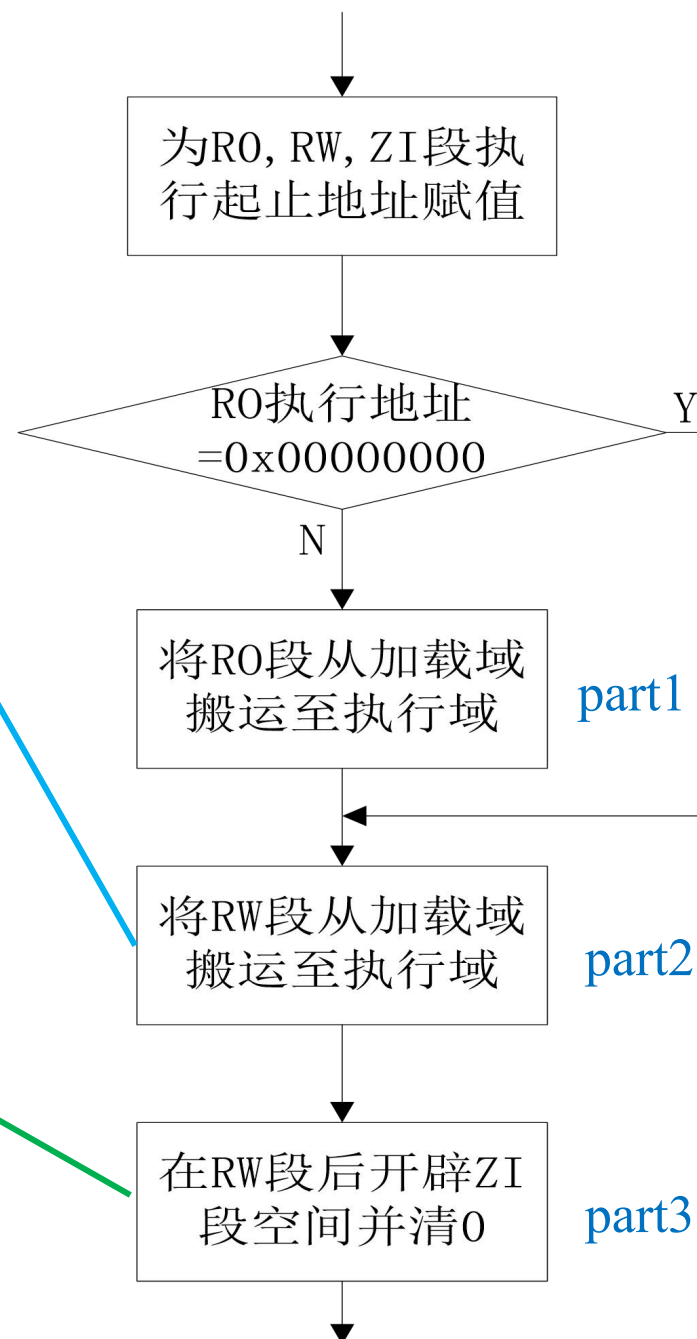 为RO,RW,ZI段执
行起止地址赋值
RO执行地址
=0x00000000
Y
N
将RO段从加载域
搬运至执行域
part1
将RW段从加载域
搬运至执行域
part2
在RW段后开辟ZI
段空间并清0
part3